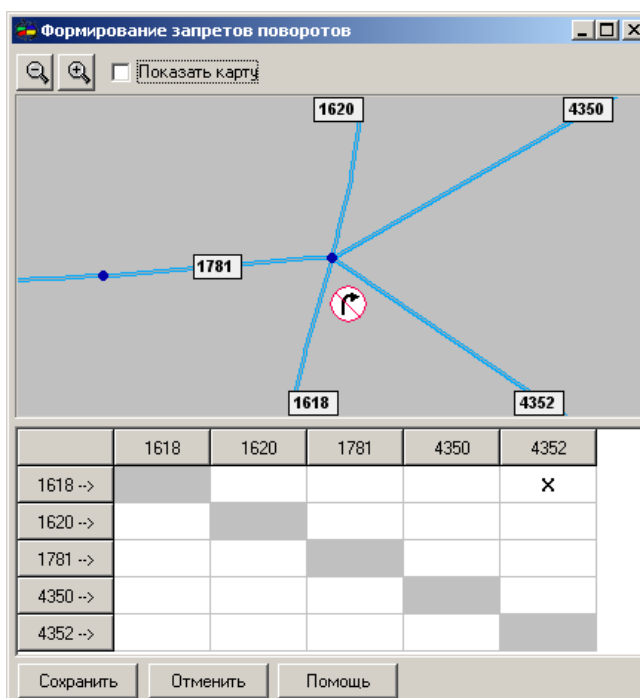 Формирование запретов поворотов
Показать карту
1620
4350
1781
1618
4352
1618 1620 1781 4350 4352
1618 --> X
1620 -->
1781 -->
4350 -->
4352 -->
Сохранить Отменить Помощь